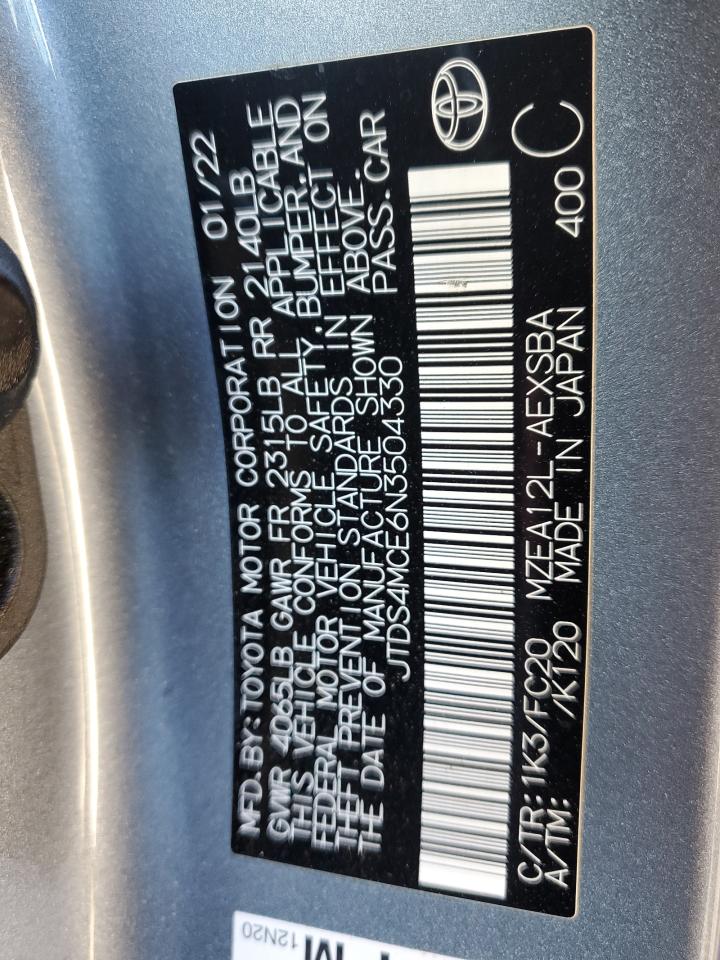 MFD.BY:TOYOTA MOTOR CORPORATION 01/22
GVWR 4065LB GAWR FR 2315LB RR 2140LB
THIS VEHICLE CONFORMS TO ALL APPLICABLE
FEDERAL MOTOR VEHICLE SAFETY,BUMPER,AND
THEFT PREVENTION STANDARDS IN EFFECT ON
THE DATE OF MANUFACTURE SHOWN ABOVE.
JTDS4MCE6N3504330 PASS.CAR
C/TR:1K3/FC20 MZEA12L-AEXSBA
A/TM: /K120 MADE IN JAPAN 400 C
12N20